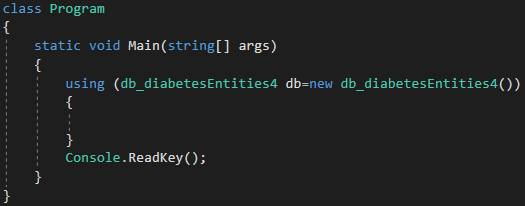 class Program
{
static void Main(string[] args)
{
using (db_diabetesEntities4 db=new db_diabetesEntities4())
{
}
Console.ReadKey();
}
}